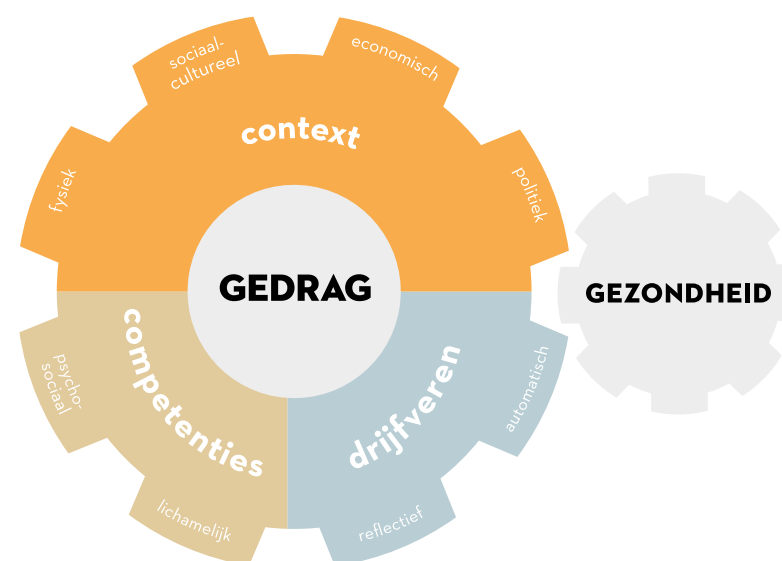 sociaal-
cultureel
economisch
context
fysiek
politiek
GEDRAG
GEZONDHEID
psycho-
sociaal
competenties
drijfveren
automatisch
lichamelijk
reflectief